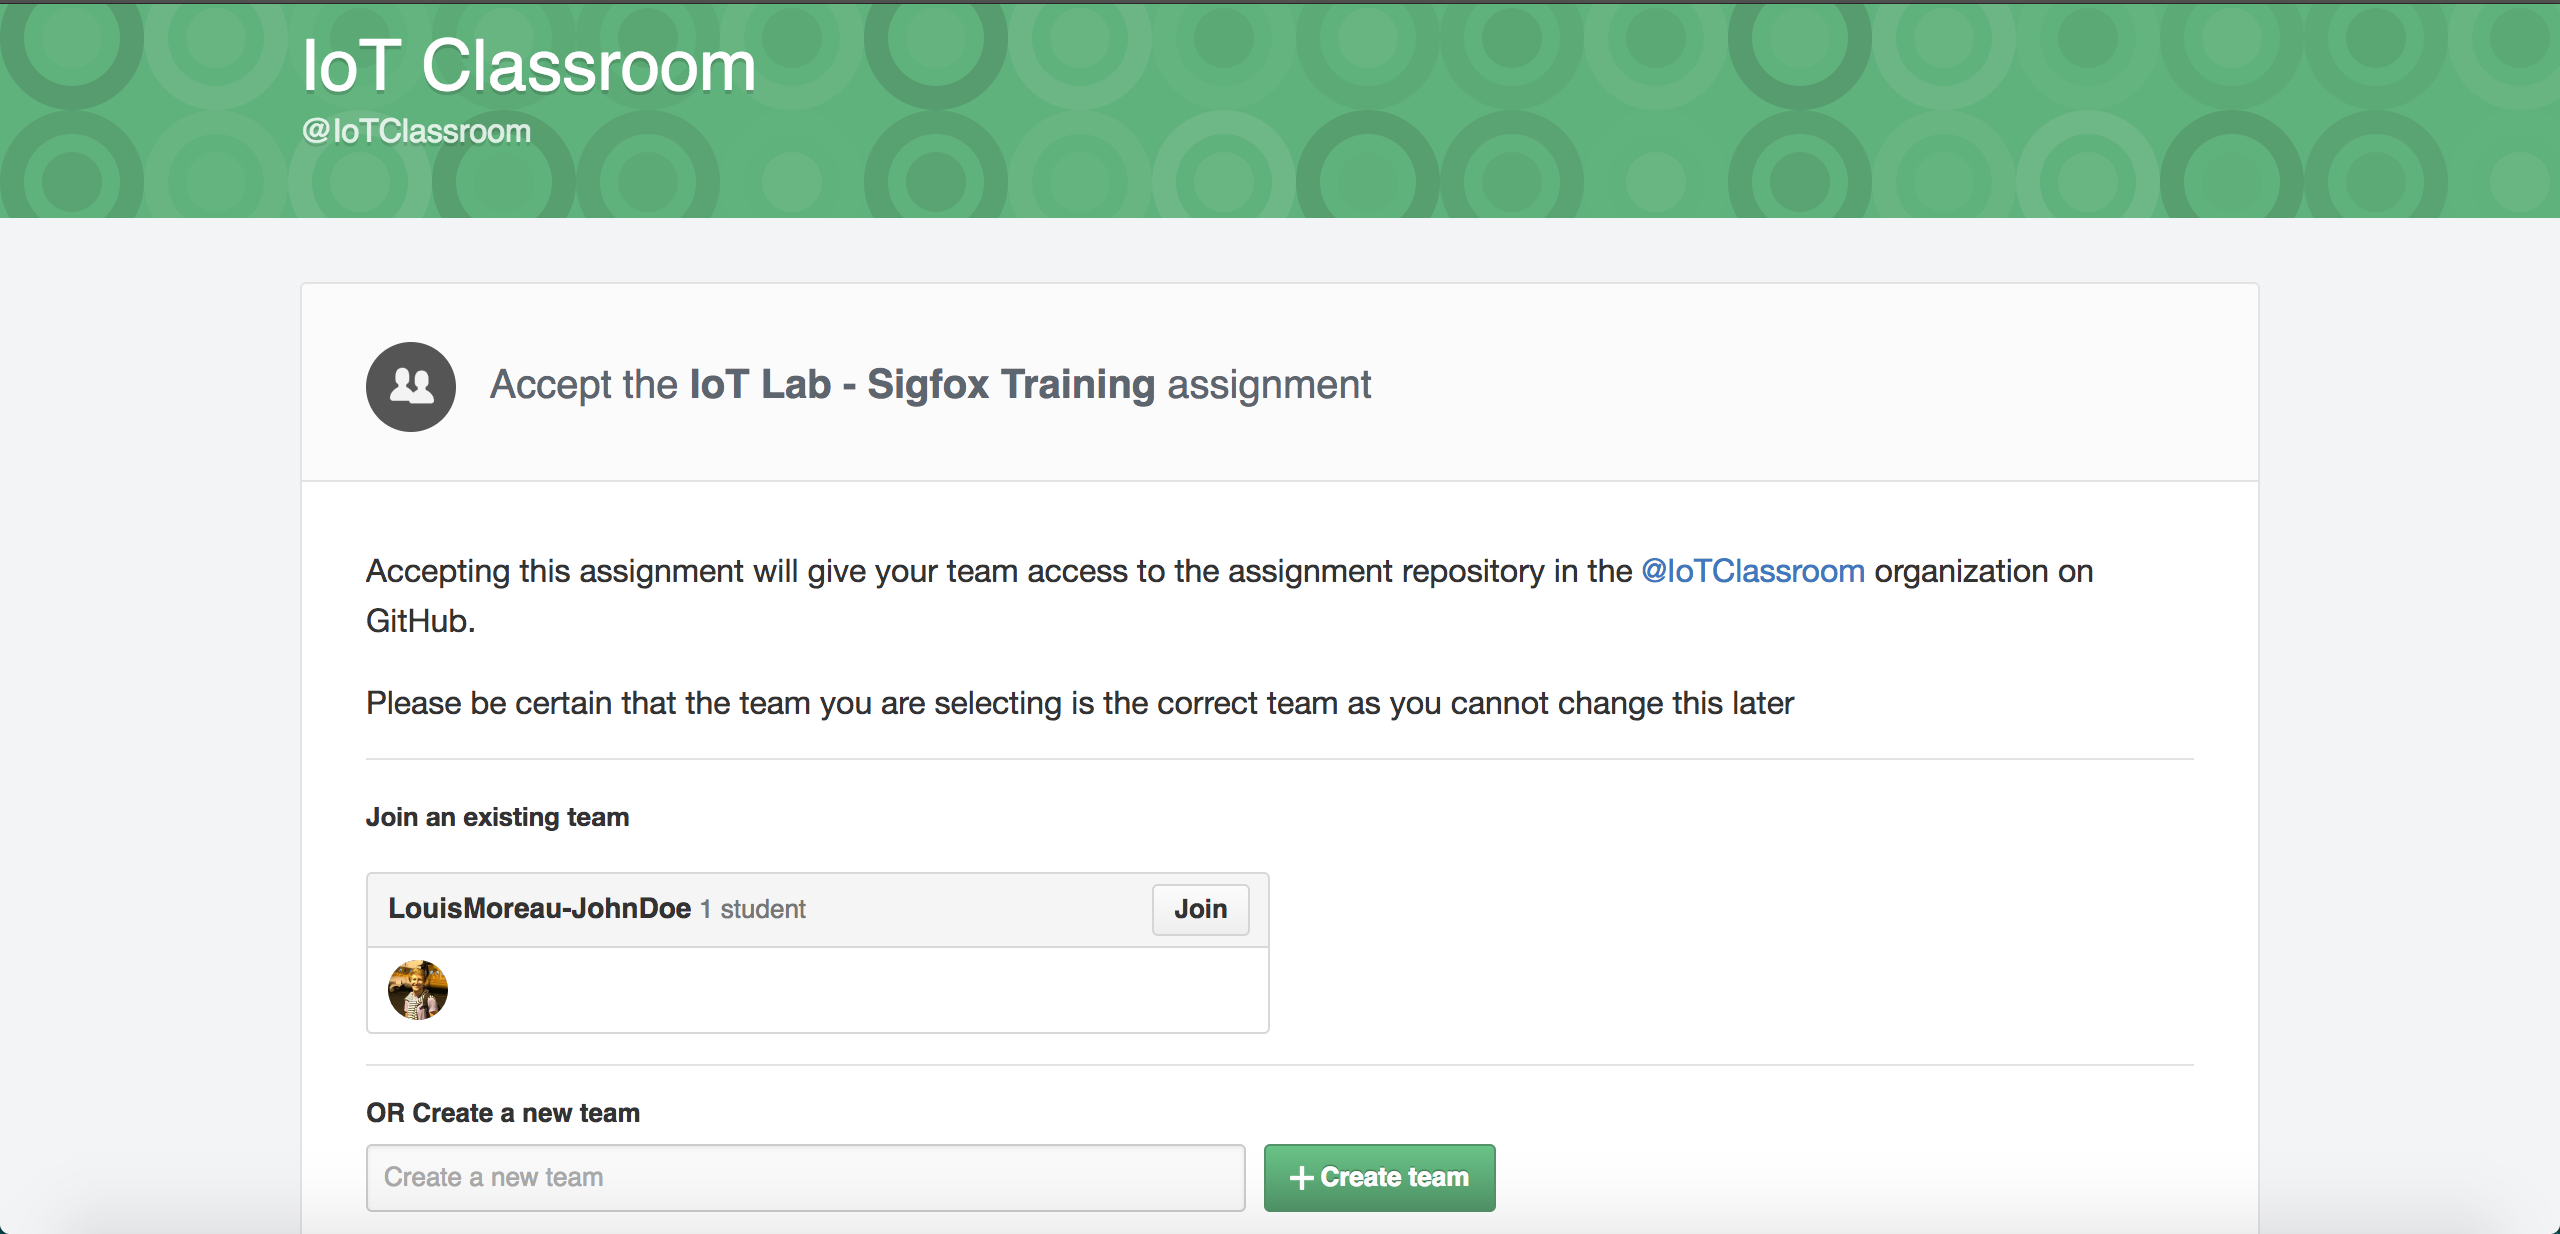 IoT Classroom
@IoTClassroom
Accept the IoT Lab - Sigfox Training assignment
Accepting this assignment will give your team access to the assignment repository in the @IoTClassroom organization on
GitHub.
Please be certain that the team you are selecting is the correct team as you cannot change this later
Join an existing team
LouisMoreau-JohnDoe 1 student
Join
OR Create a new team
Create a new team
Create team